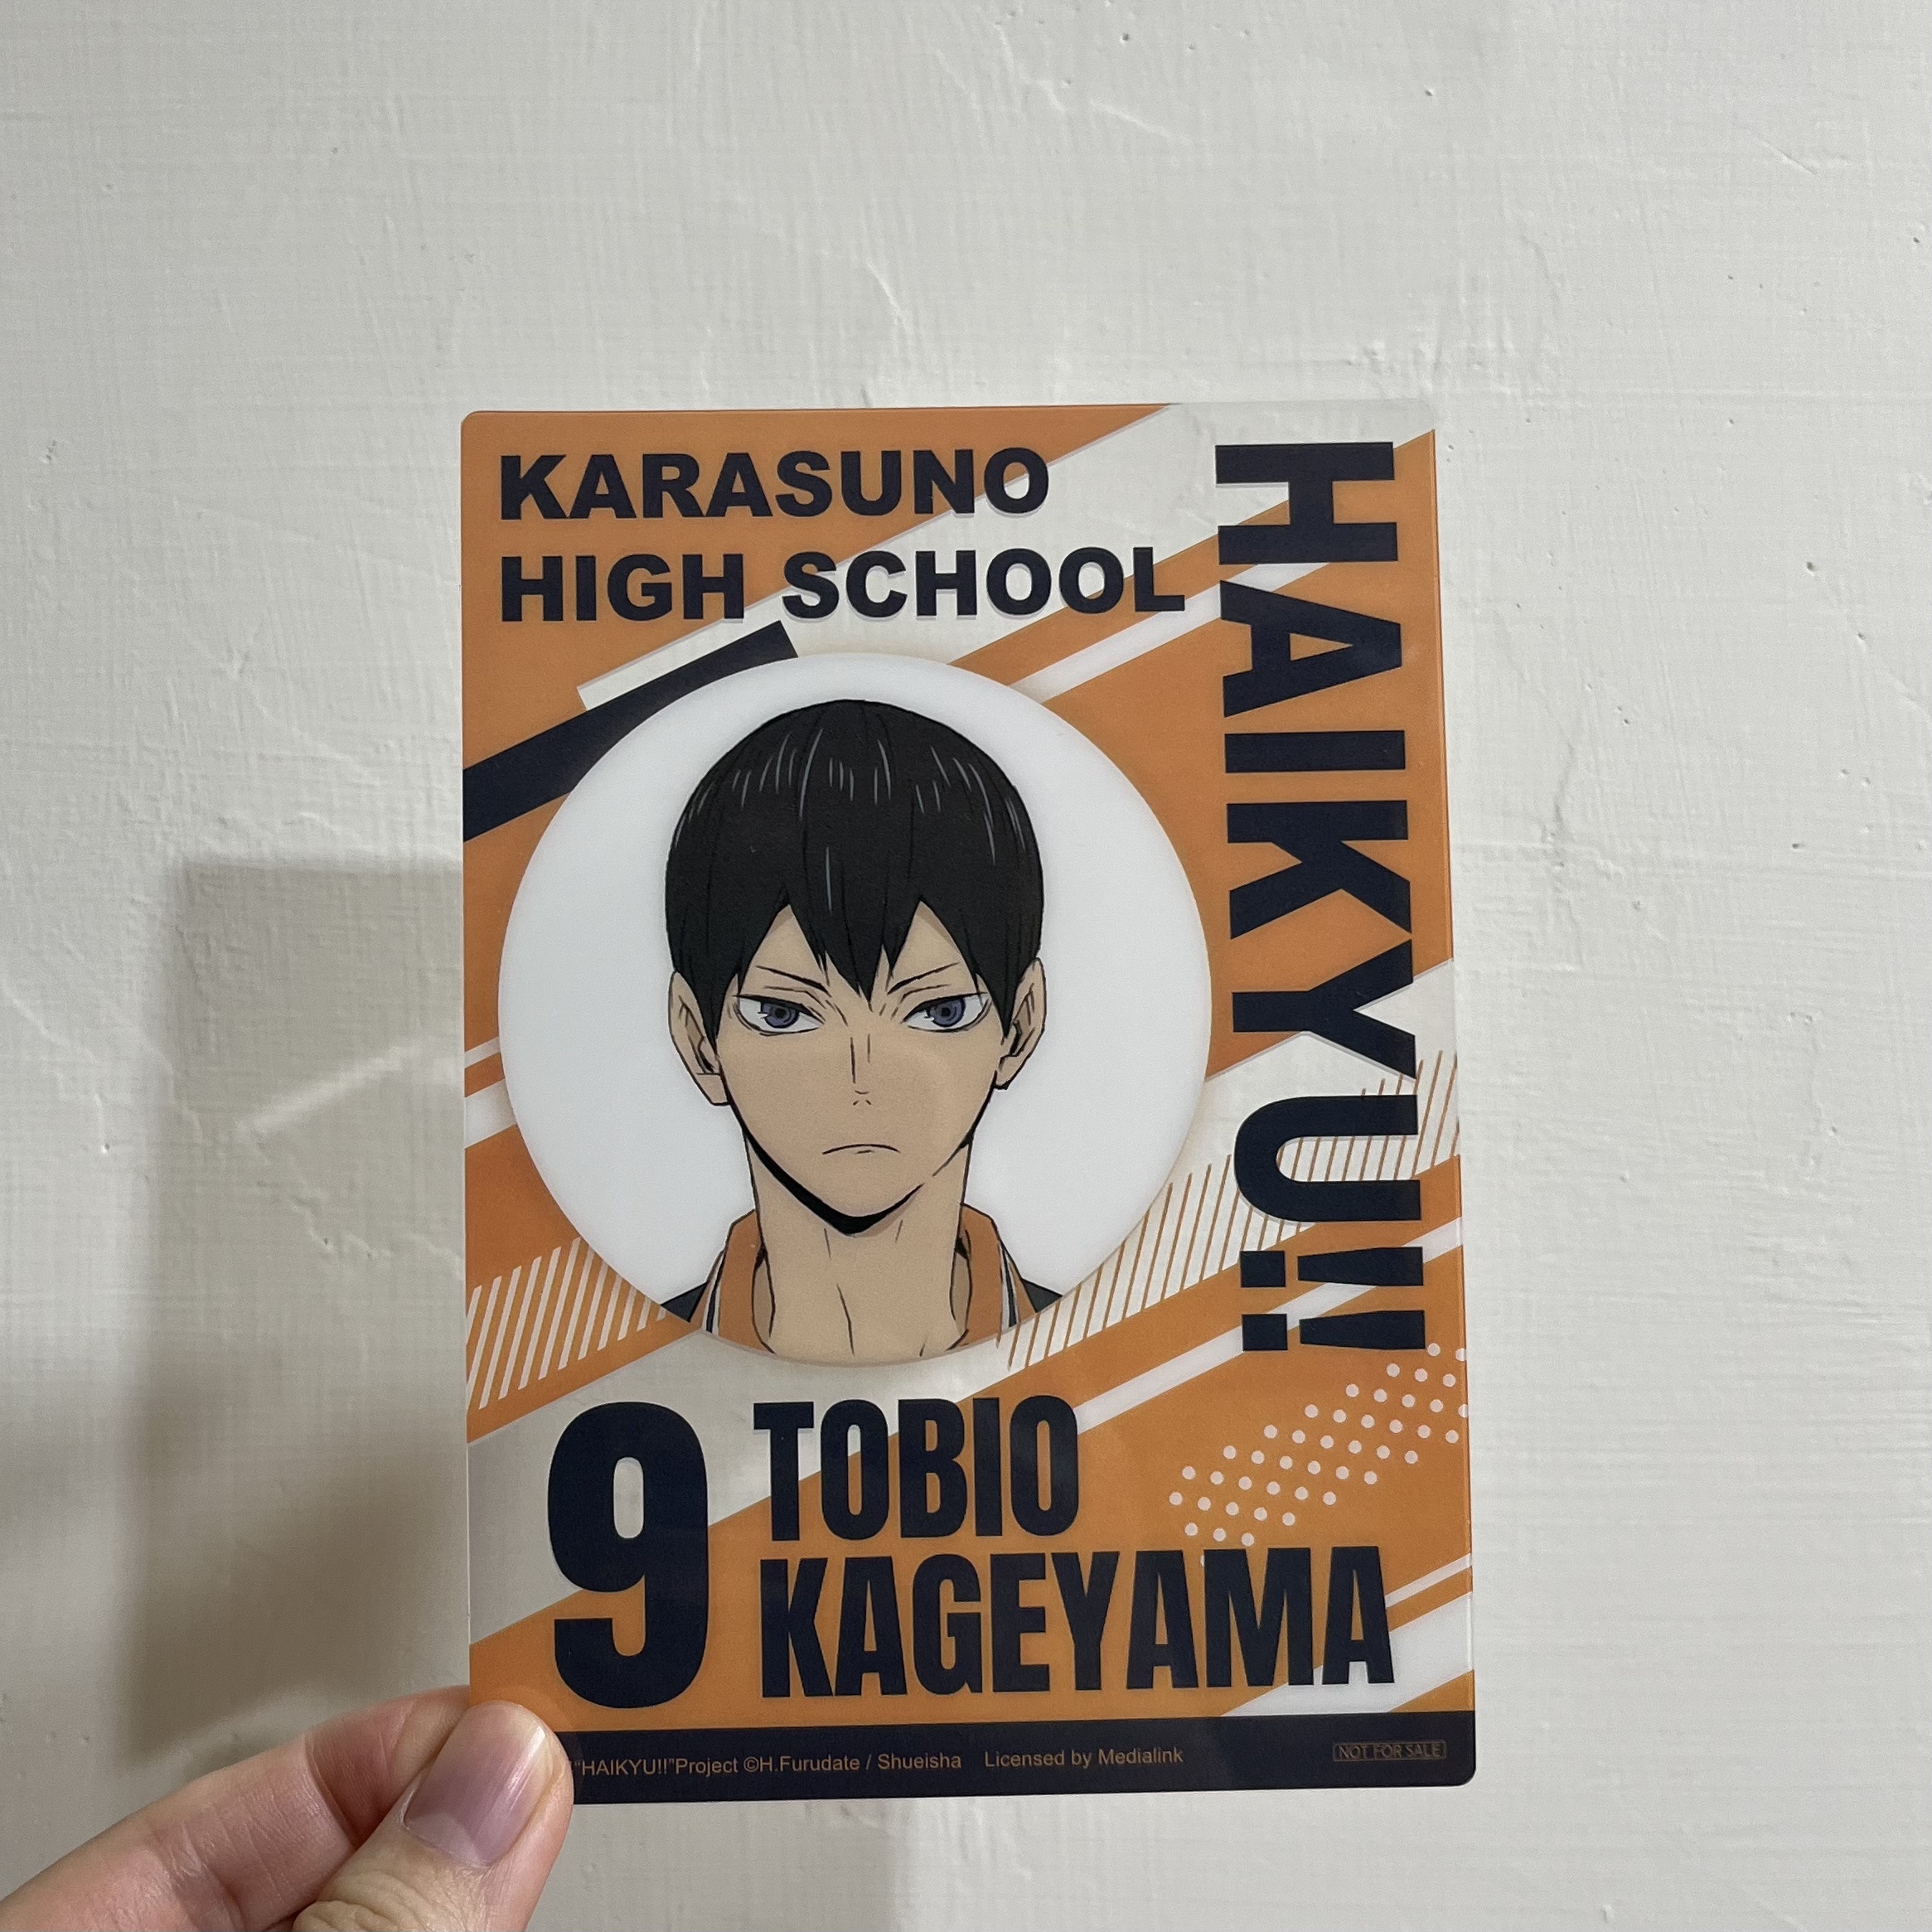 KARASUNO
HIGH SCHOOL
HAIKYU!!
9
TOBIO
KAGEYAMA
"HAIKYU!!"Project ©H.Furudate / Shueisha Licensed by Medialink
NOT FOR SALE